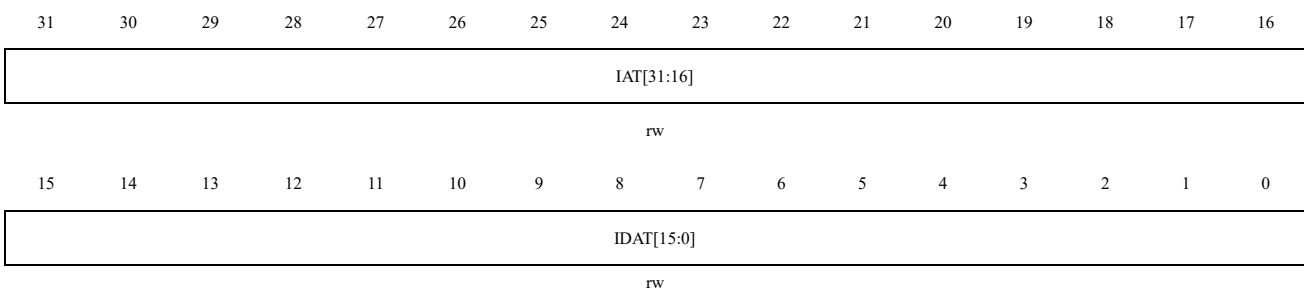 31 30 29 28 27 26 25 24 23 22 21 20 19 18 17 16
IAT[31:16]
rw
15 14 13 12 11 10 9 8 7 6 5 4 3 2 1 0
IDAT[15:0]
rw